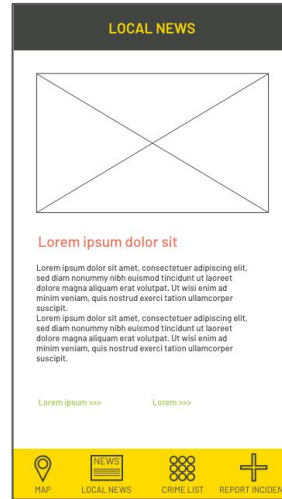 LOCAL NEWS
Lorem ipsum dolor sit
Lorem ipsum dolor sit amet, consectetuer adipiscing elit,
sed diam nonummy nibh euismod tincidunt ut laoreet
dolore magna aliquam erat volutpat. Ut wisi enim ad
minim veniam, quis nostrud exerci tation ullamcorper
suscipit.
Lorem ipsum dolor sit amet, consectetuer adipiscing elit,
sed diam nonummy nibh euismod tincidunt ut laoreet
dolore magna aliquam erat volutpat. Ut wisi enim ad
minim veniam, quis nostrud exerci tation ullamcorper
suscipit.
Lorem ipsum >>> Lorem >>>
NEWS
MAP LOCAL NEWS CRIME LIST REPORT INCIDEN